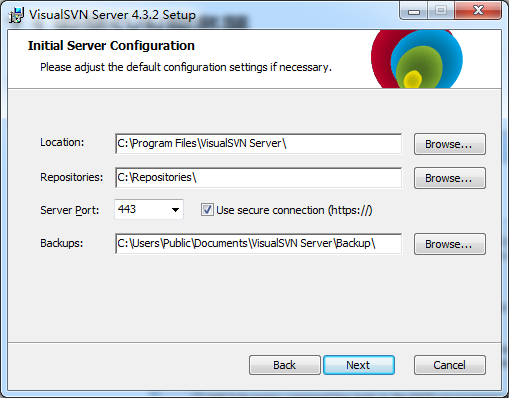 VisualSVN Server 4.3.2 Setup
Initial Server Configuration
Please adjust the default configuration settings if necessary.
Location: C:\Program Files\VisualSVN Server\ Browse...
Repositories: C:\Repositories\ Browse...
Server Port: 443 Use secure connection (https://)
Backups: C:\Users\Public\Documents\VisualSVN Server\Backup\ Browse...
Back Next Cancel